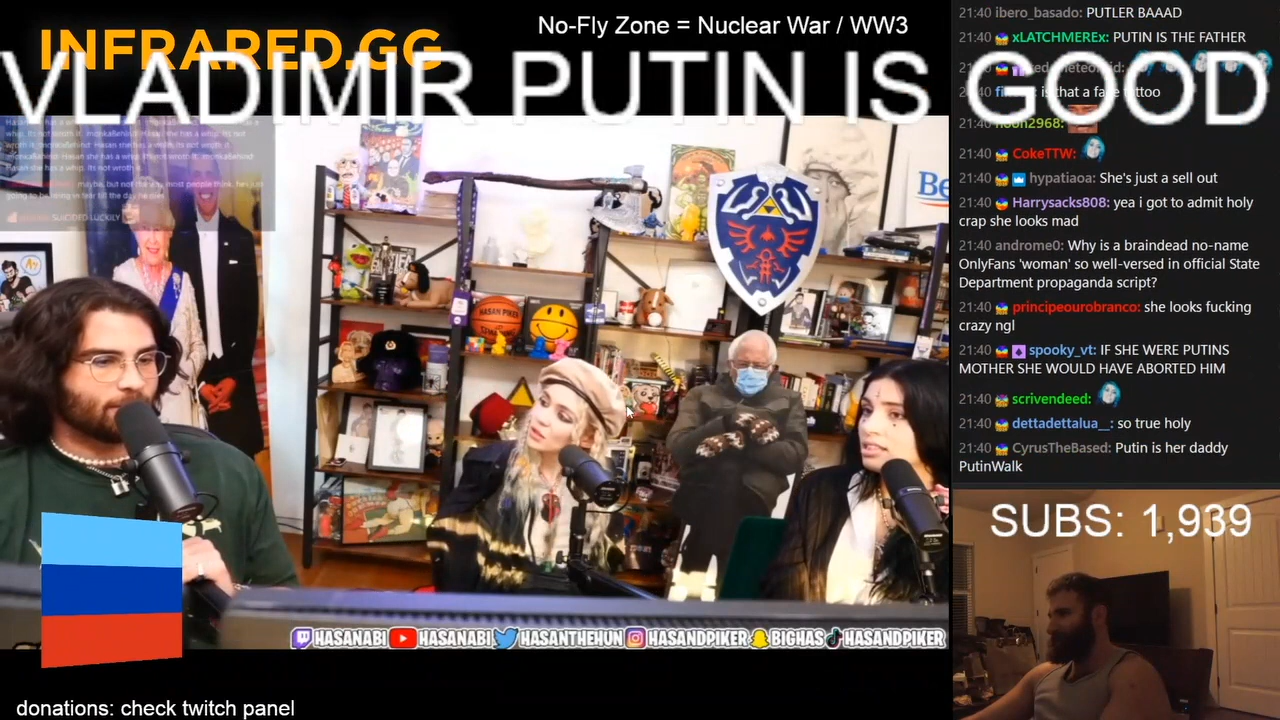 No-Fly Zone = Nuclear War / WW3
INFRARED.GG
VLADIMIR PUTIN IS GOOD
HASAN PIKER
HASANABI HASANABI HASANTHEHUN HASANDPIKER BIGHAS HASANDPIKER
donations: check twitch panel
21:40 ibero_basado: PUTLER BAAAD
21:40 xLATCHMEREx: PUTIN IS THE FATHER
is that a fake tattoo
21:40 CokeTTW:
21:40 hypatiaoa: She's just a sell out
21:40 Harrysacks808: yea i got to admit holy
crap she looks mad
21:40 androme0: Why is a braindead no-name
OnlyFans 'woman' so well-versed in official State
Department propaganda script?
21:40 principeourobranco: she looks fucking
crazy ngl
21:40 spooky_vt: IF SHE WERE PUTINS
MOTHER SHE WOULD HAVE ABORTED HIM
21:40 scrivendeed:
21:40 dettadettalua__: so true holy
21:40 CyrusTheBased: Putin is her daddy
PutinWalk
SUBS: 1,939